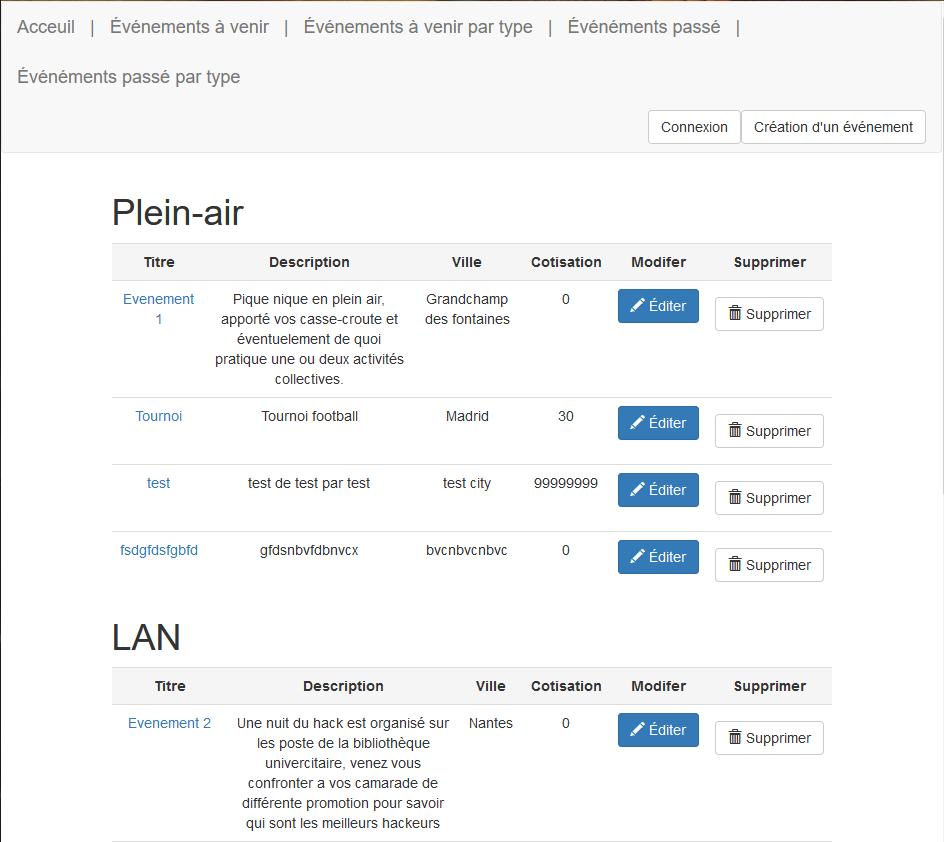 Acceuil | Événements à venir | Événements à venir par type | Événéments passé |
Événéments passé par type
Connexion Création d'un événement
Plein-air
Titre Description Ville Cotisation Modifer Supprimer
Evenement 1 Pique nique en plein air, apporté vos casse-croute et éventuelement de quoi pratique une ou deux activités collectives. Grandchamp des fontaines 0 Éditer Supprimer
Tournoi Tournoi football Madrid 30 Éditer Supprimer
test test de test par test test city 99999999 Éditer Supprimer
fsdgfdsfgbfd gfdsnbvfdbnvcx bvcnbvcnbvc 0 Éditer Supprimer
LAN
Titre Description Ville Cotisation Modifer Supprimer
Evenement 2 Une nuit du hack est organisé sur les poste de la bibliothèque univercitaire, venez vous confronter a vos camarade de différente promotion pour savoir qui sont les meilleurs hackeurs Nantes 0 Éditer Supprimer